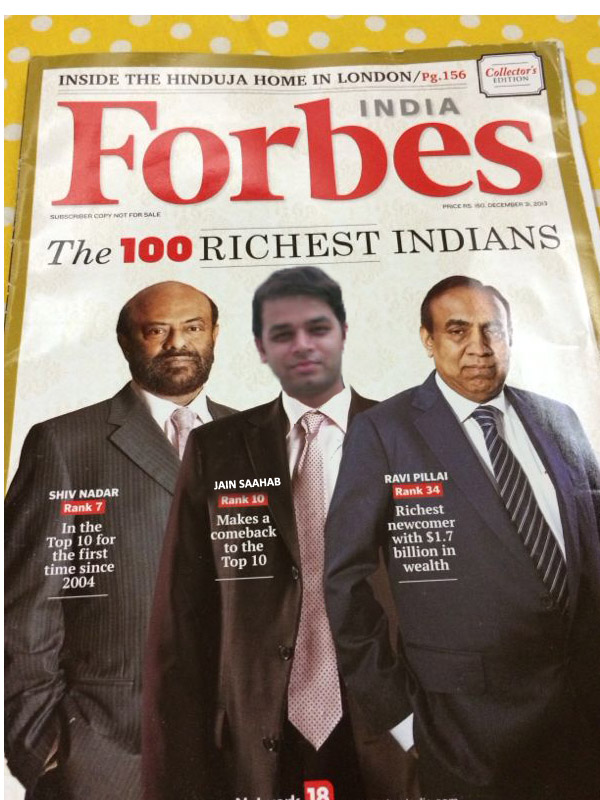 INSIDE THE HINDUJA HOME IN LONDON/Pg.156
Collector's
EDITION
INDIA
Forbes
SUBSCRIBER COPY NOT FOR SALE
PRICE RS. 150. DECEMBER 31, 2013
The 100 RICHEST INDIANS
SHIV NADAR
Rank 7
In the
Top 10 for
the first
time since
2004
JAIN SAAHAB
Rank 10
Makes a
comeback
to the
Top 10
RAVI PILLAI
Rank 34
Richest
newcomer
with $1.7
billion in
wealth
18